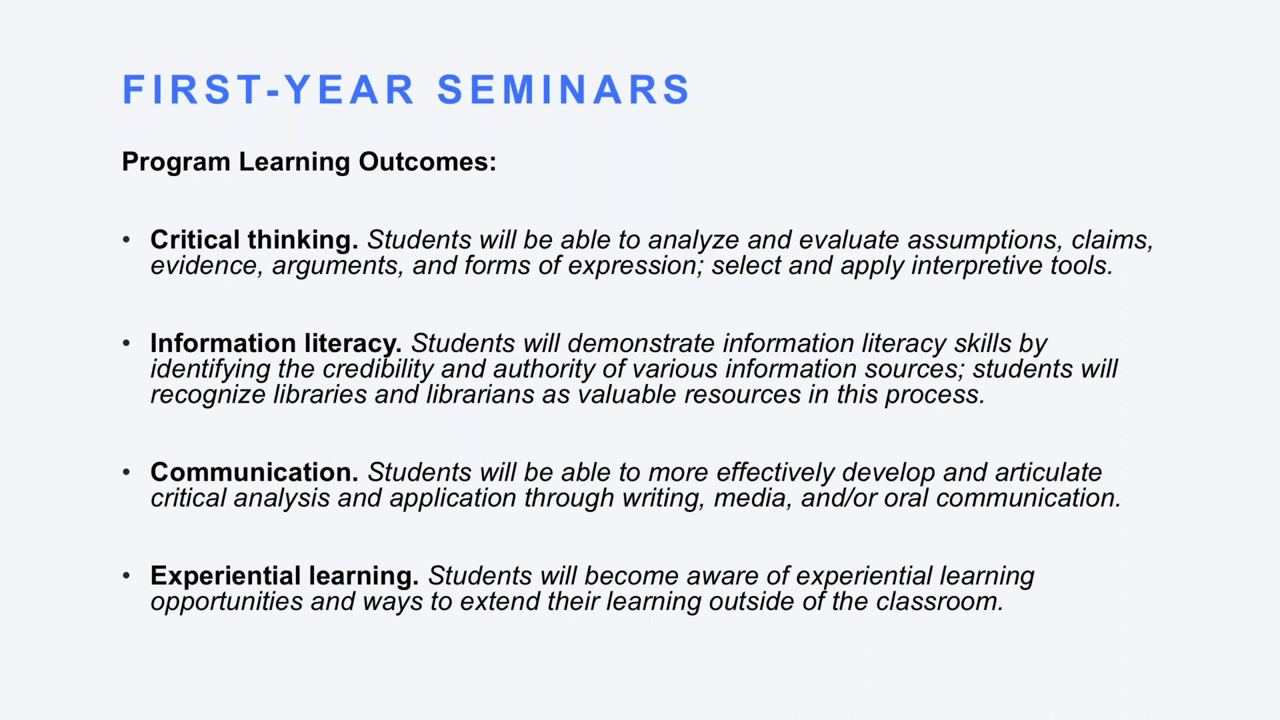 FIRST-YEAR SEMINARS
Program Learning Outcomes:
• Critical thinking. Students will be able to analyze and evaluate assumptions, claims,
evidence, arguments, and forms of expression; select and apply interpretive tools.
• Information literacy. Students will demonstrate information literacy skills by
identifying the credibility and authority of various information sources; students will
recognize libraries and librarians as valuable resources in this process.
• Communication. Students will be able to more effectively develop and articulate
critical analysis and application through writing, media, and/or oral communication.
• Experiential learning. Students will become aware of experiential learning
opportunities and ways to extend their learning outside of the classroom.